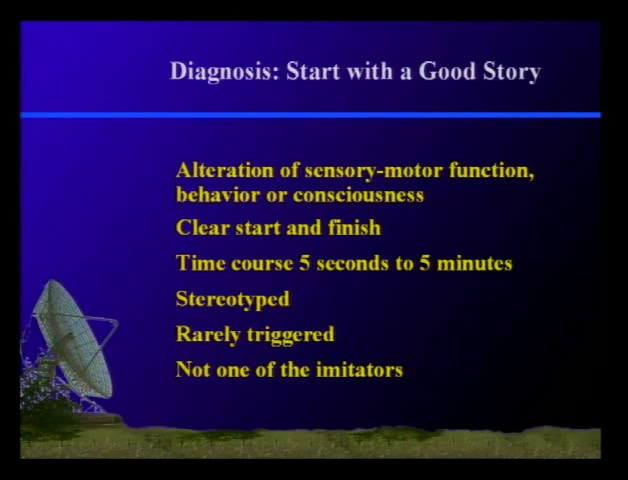 Diagnosis: Start with a Good Story
Alteration of sensory-motor function,
behavior or consciousness
Clear start and finish
Time course 5 seconds to 5 minutes
Stereotyped
Rarely triggered
Not one of the imitators